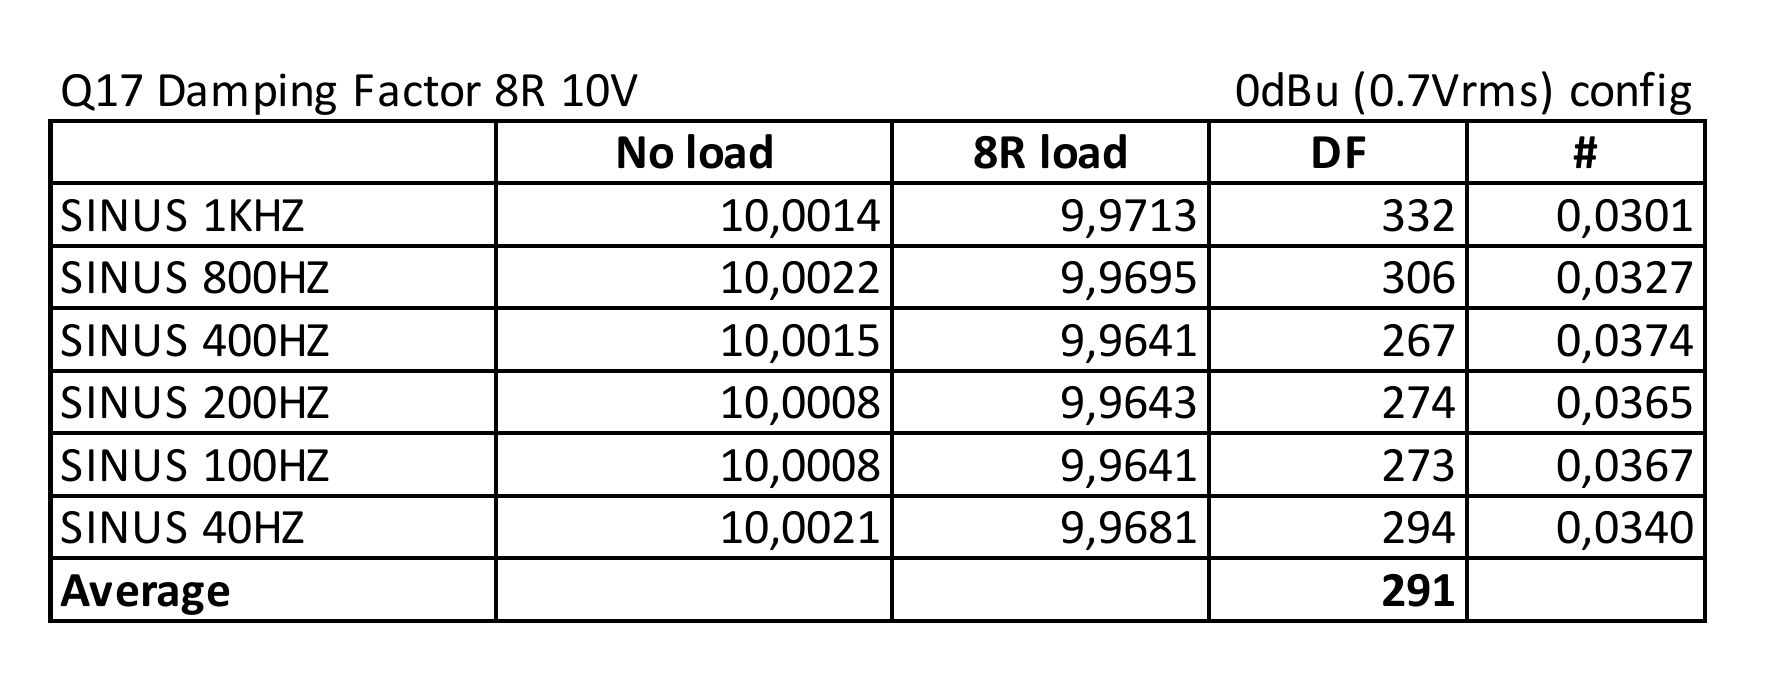 Q17 Damping Factor 8R 10V 0dBu (0.7Vrms) config
No load 8R load DF #
SINUS 1KHZ 10,0014 9,9713 332 0,0301
SINUS 800HZ 10,0022 9,9695 306 0,0327
SINUS 400HZ 10,0015 9,9641 267 0,0374
SINUS 200HZ 10,0008 9,9643 274 0,0365
SINUS 100HZ 10,0008 9,9641 273 0,0367
SINUS 40HZ 10,0021 9,9681 294 0,0340
Average 291